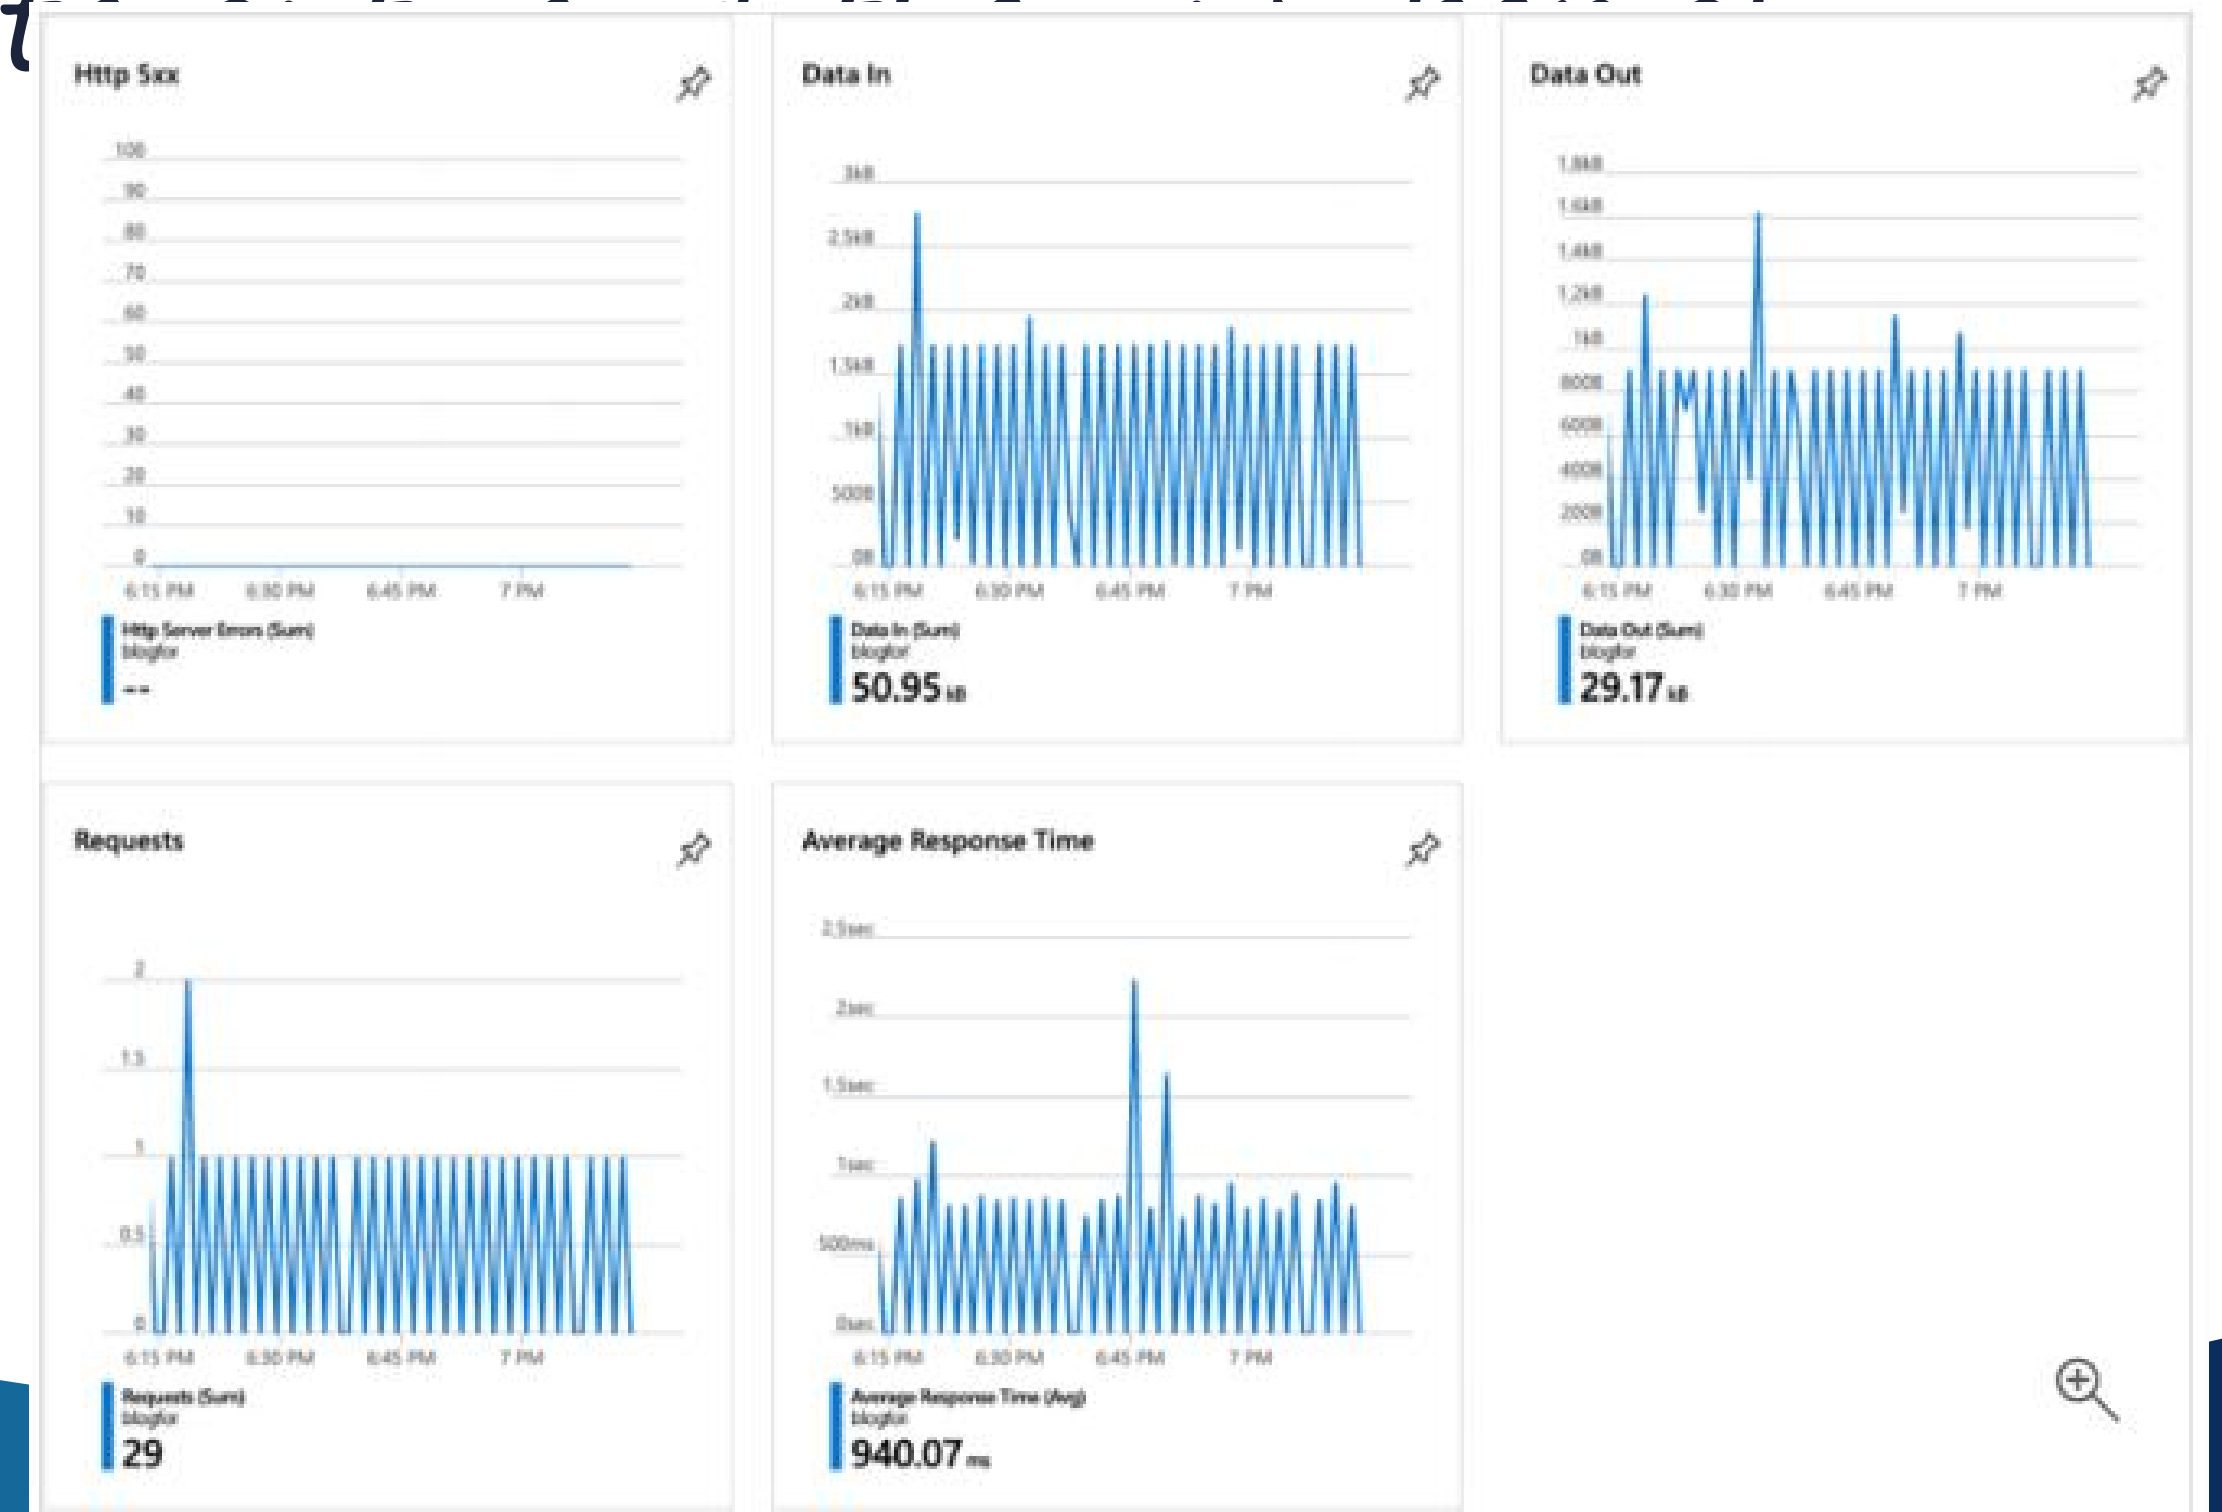 Http 5xx
100
90
80
70
60
50
40
30
20
10
0
6:15 PM 6:30 PM 6:45 PM 7 PM
Http Server Errors (Sum)
blogfor
--
Data In
3kB
2.5kB
2kB
1.5kB
1kB
500B
0B
6:15 PM 6:30 PM 6:45 PM 7 PM
Data In (Sum)
blogfor
50.95 kB
Data Out
1.8kB
1.6kB
1.4kB
1.2kB
1kB
800B
600B
400B
200B
0B
6:15 PM 6:30 PM 6:45 PM 7 PM
Data Out (Sum)
blogfor
29.17 kB
Requests
2
1.5
1
0.5
0
6:15 PM 6:30 PM 6:45 PM 7 PM
Requests (Sum)
blogfor
29
Average Response Time
2.5sec
2sec
1.5sec
1sec
500ms
0sec
6:15 PM 6:30 PM 6:45 PM 7 PM
Average Response Time (Avg)
blogfor
940.07 ms